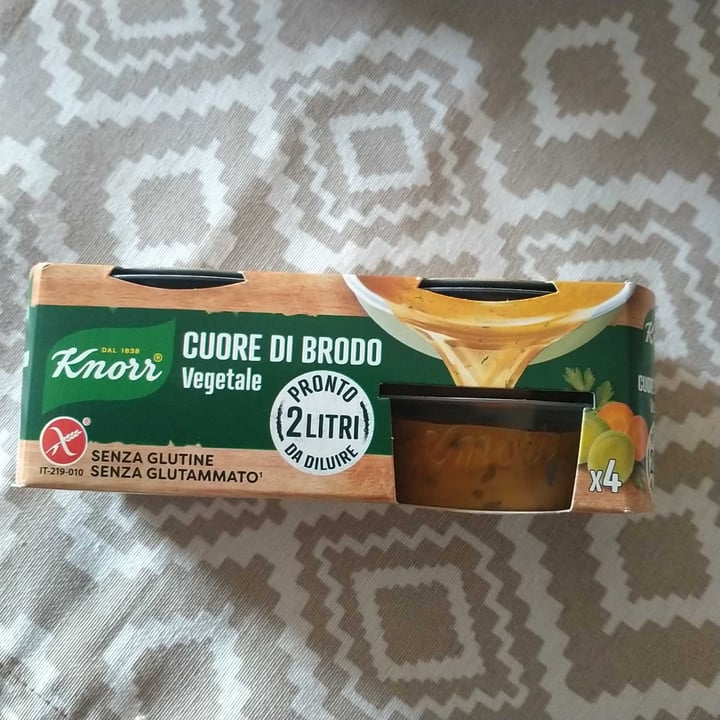 DAL 1838
Knorr®
CUORE DI BRODO
Vegetale
PRONTO
2 LITRI
DA DILUIRE
IT-219-010
SENZA GLUTINE
SENZA GLUTAMMATO¹
x4